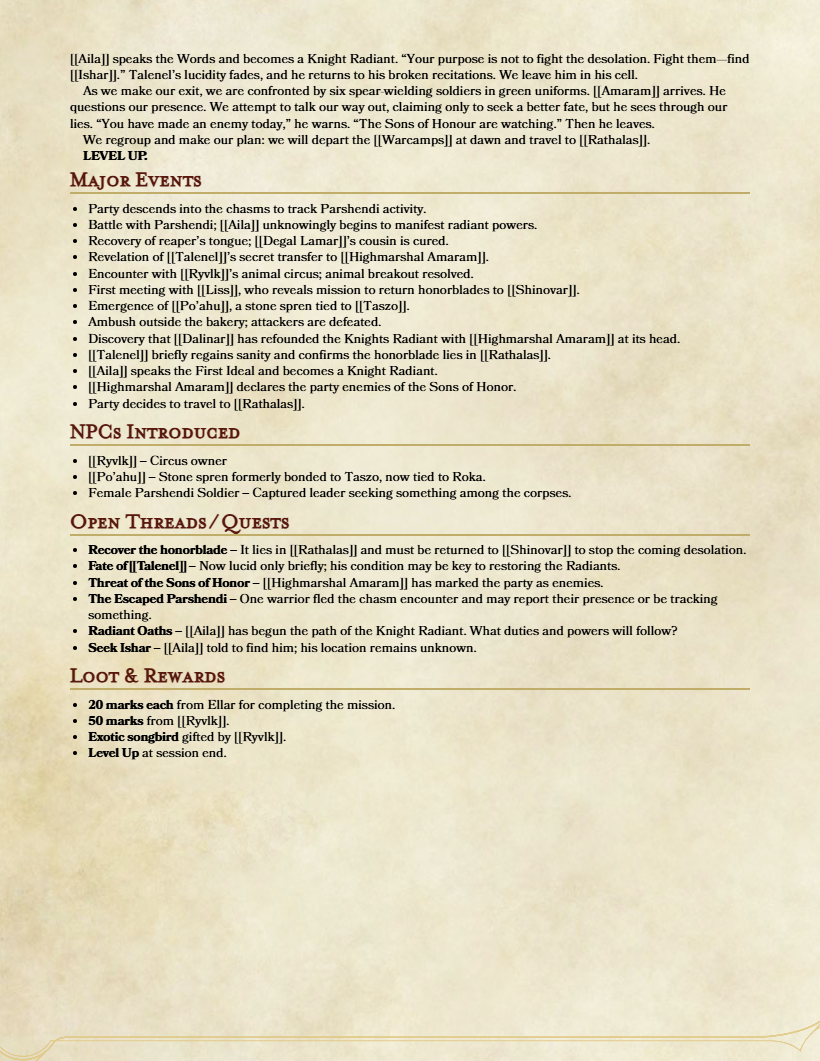 [[Aila]] speaks the Words and becomes a Knight Radiant. “Your purpose is not to fight the desolation. Fight them—find
[[Ishar]].” Talenel’s lucidity fades, and he returns to his broken recitations. We leave him in his cell.
As we make our exit, we are confronted by six spear-wielding soldiers in green uniforms. [[Amaram]] arrives. He
questions our presence. We attempt to talk our way out, claiming only to seek a better fate, but he sees through our
lies. “You have made an enemy today,” he warns. “The Sons of Honour are watching.” Then he leaves.
We regroup and make our plan: we will depart the [[Warcamps]] at dawn and travel to [[Rathalas]].
LEVEL UP.
Major Events
• Party descends into the chasms to track Parshendi activity.
• Battle with Parshendi; [[Aila]] unknowingly begins to manifest radiant powers.
• Recovery of reaper’s tongue; [[Degal Lamar]]’s cousin is cured.
• Revelation of [[Talenel]]’s secret transfer to [[Highmarshal Amaram]].
• Encounter with [[Ryvlk]]’s animal circus; animal breakout resolved.
• First meeting with [[Liss]], who reveals mission to return honorblades to [[Shinovar]].
• Emergence of [[Po’ahu]], a stone spren tied to [[Taszo]].
• Ambush outside the bakery; attackers are defeated.
• Discovery that [[Dalinar]] has refounded the Knights Radiant with [[Highmarshal Amaram]] at its head.
• [[Talenel]] briefly regains sanity and confirms the honorblade lies in [[Rathalas]].
• [[Aila]] speaks the First Ideal and becomes a Knight Radiant.
• [[Highmarshal Amaram]] declares the party enemies of the Sons of Honor.
• Party decides to travel to [[Rathalas]].
NPCs Introduced
• [[Ryvlk]] – Circus owner
• [[Po’ahu]] – Stone spren formerly bonded to Taszo, now tied to Roka.
• Female Parshendi Soldier – Captured leader seeking something among the corpses.
Open Threads/Quests
• Recover the honorblade – It lies in [[Rathalas]] and must be returned to [[Shinovar]] to stop the coming desolation.
• Fate of [[Talenel]] – Now lucid only briefly; his condition may be key to restoring the Radiants.
• Threat of the Sons of Honor – [[Highmarshal Amaram]] has marked the party as enemies.
• The Escaped Parshendi – One warrior fled the chasm encounter and may report their presence or be tracking
something.
• Radiant Oaths – [[Aila]] has begun the path of the Knight Radiant. What duties and powers will follow?
• Seek Ishar – [[Aila]] told to find him; his location remains unknown.
Loot & Rewards
• 20 marks each from Ellar for completing the mission.
• 50 marks from [[Ryvlk]].
• Exotic songbird gifted by [[Ryvlk]].
• Level Up at session end.